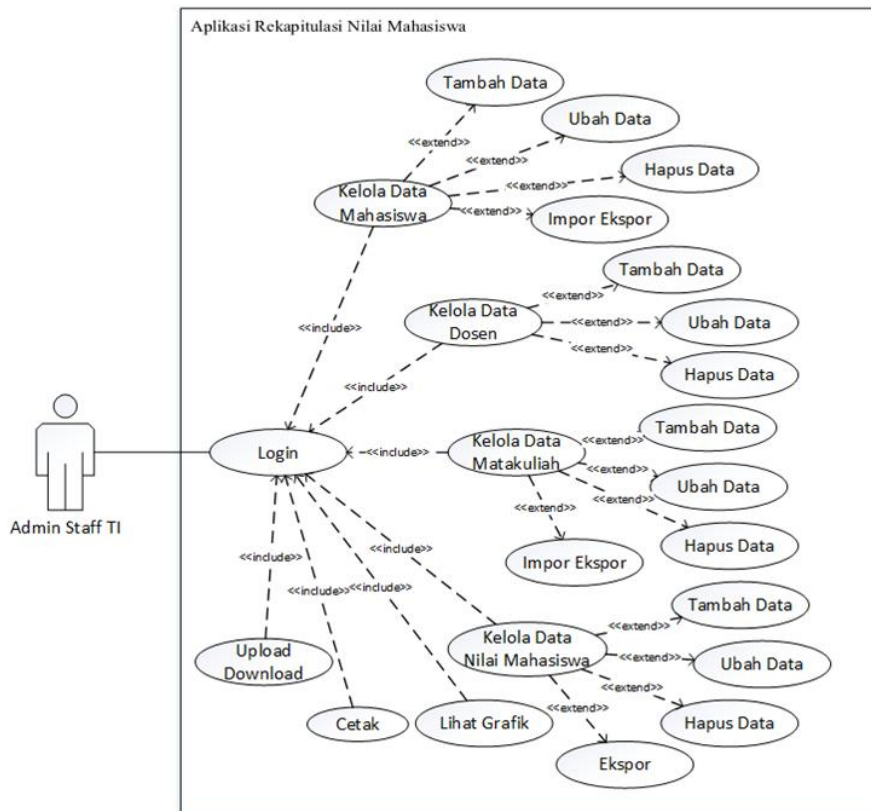 Aplikasi Rekapitulasi Nilai Mahasiswa
Tambah Data
Ubah Data
<<extend>>
<<extend>>
Hapus Data
Kelola Data
Mahasiswa
<<extend>>
<<extend>>
Impor Ekspor
Tambah Data
<<extend>>
Kelola Data
Dosen
<<extend>>
Ubah Data
<<include>>
<<extend>>
Hapus Data
<<include>>
Tambah Data
Login
<<include>>
Kelola Data
Matakuliah
<<extend>>
<<extend>>
Ubah Data
<<extend>>
<<extend>>
Hapus Data
Admin Staff TI
Impor Ekspor
<<include>>
<<include>>
<<include>>
<<include>>
Tambah Data
Kelola Data
Nilai Mahasiswa
<<extend>>
<<extend>>
Ubah Data
Upload
Download
<<extend>>
<<extend>>
Hapus Data
Cetak
Lihat Grafik
Ekspor